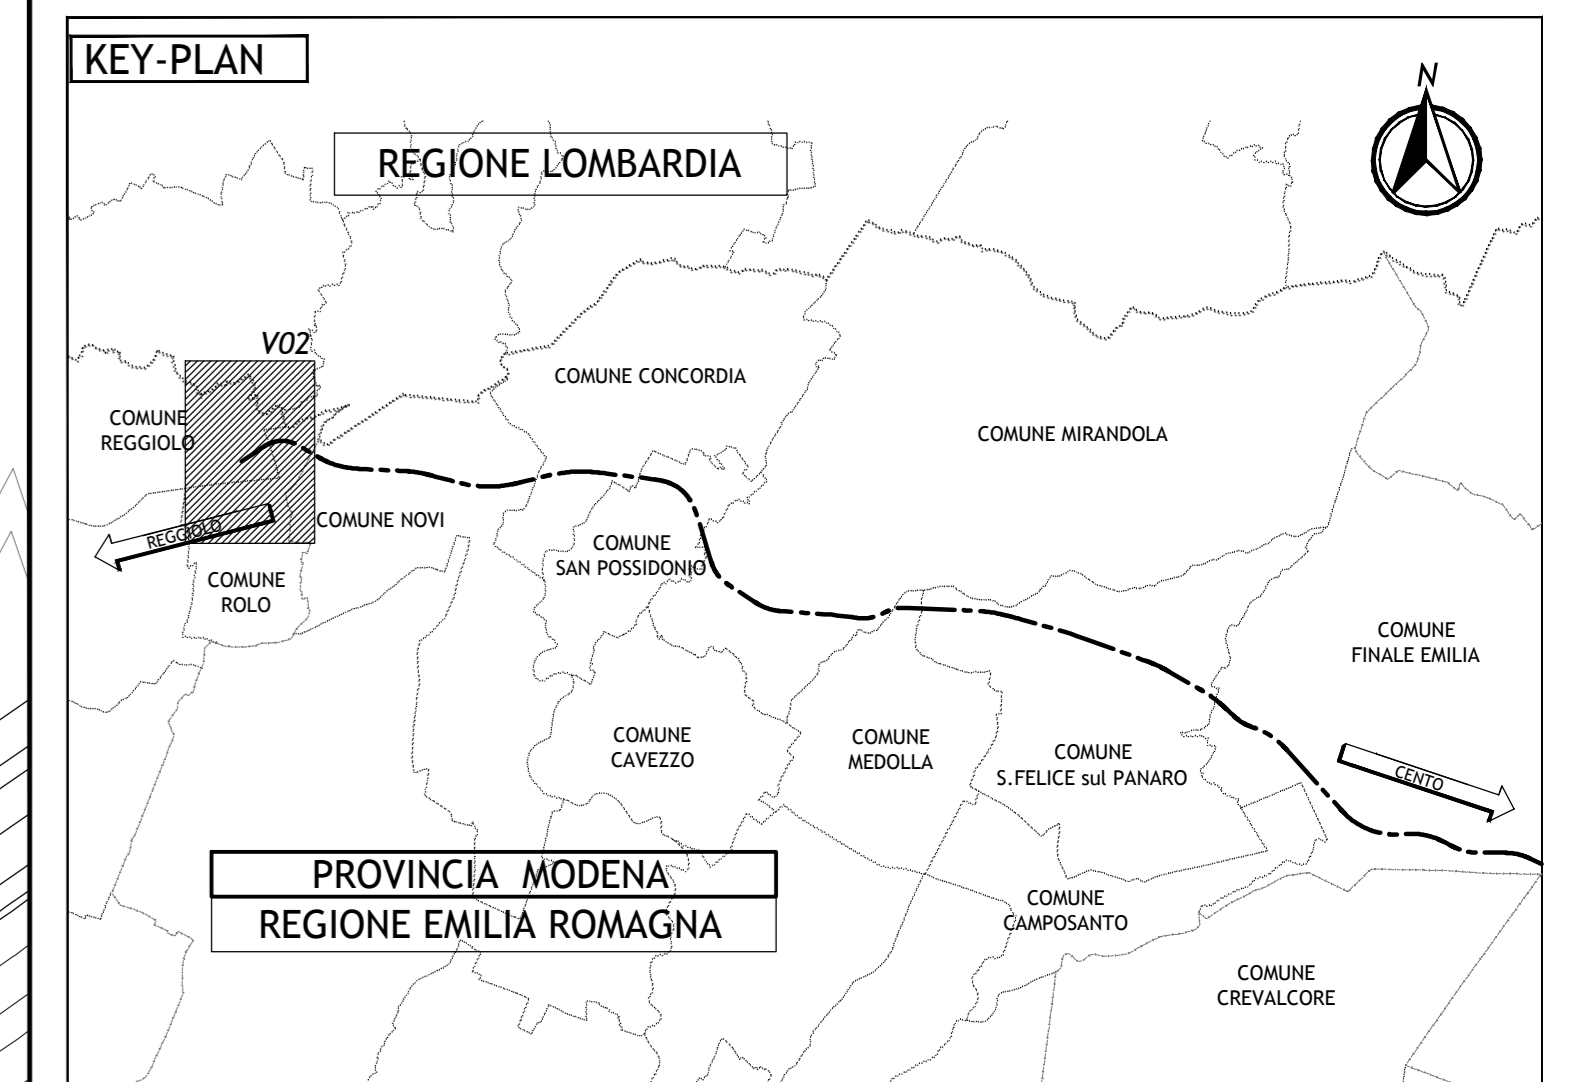 KEY-PLAN
N
REGIONE LOMBARDIA
V02
COMUNE CONCORDIA
COMUNE
REGGIOLO
COMUNE MIRANDOLA
COMUNE NOVI
REGGIOLO
COMUNE
SAN POSSIDONIO
COMUNE
ROLO
COMUNE
FINALE EMILIA
COMUNE
CAVEZZO
COMUNE
MEDOLLA
COMUNE
S.FELICE sul PANARO
CENTO
PROVINCIA MODENA
REGIONE EMILIA ROMAGNA
COMUNE
CAMPOSANTO
COMUNE
CREVALCORE